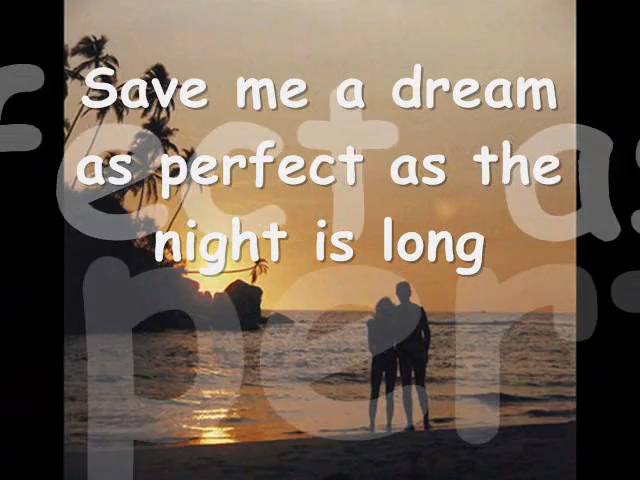 Save me a dream
as perfect as the
night is long